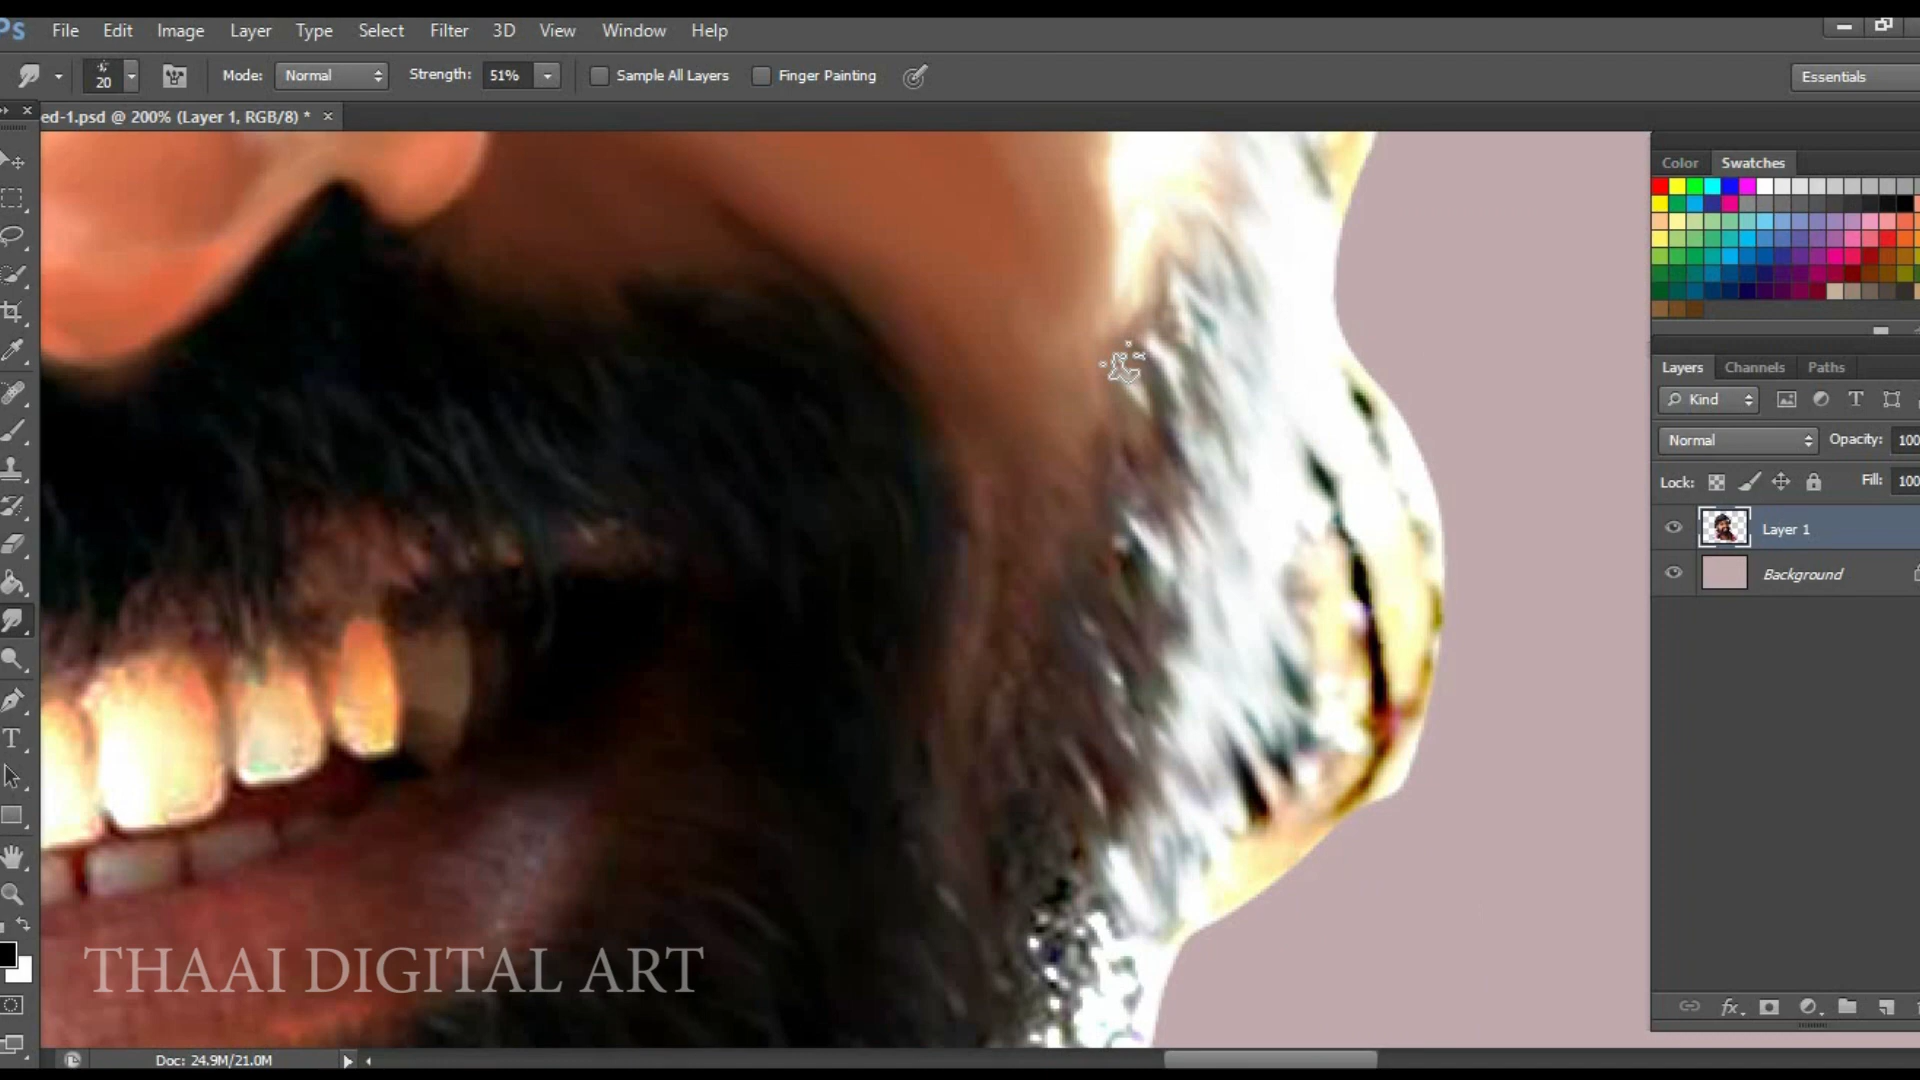 Ps File Edit Image Layer Type Select Filter 3D View Window Help
20 Mode: Normal Strength: 51% Sample All Layers Finger Painting Essentials
ed-1.psd @ 200% (Layer 1, RGB/8) * ×
Color Swatches
Layers Channels Paths
Kind
Normal Opacity: 100
Lock: Fill: 100
Layer 1
Background
THAAI DIGITAL ART
fx
Doc: 24.9M/21.0M